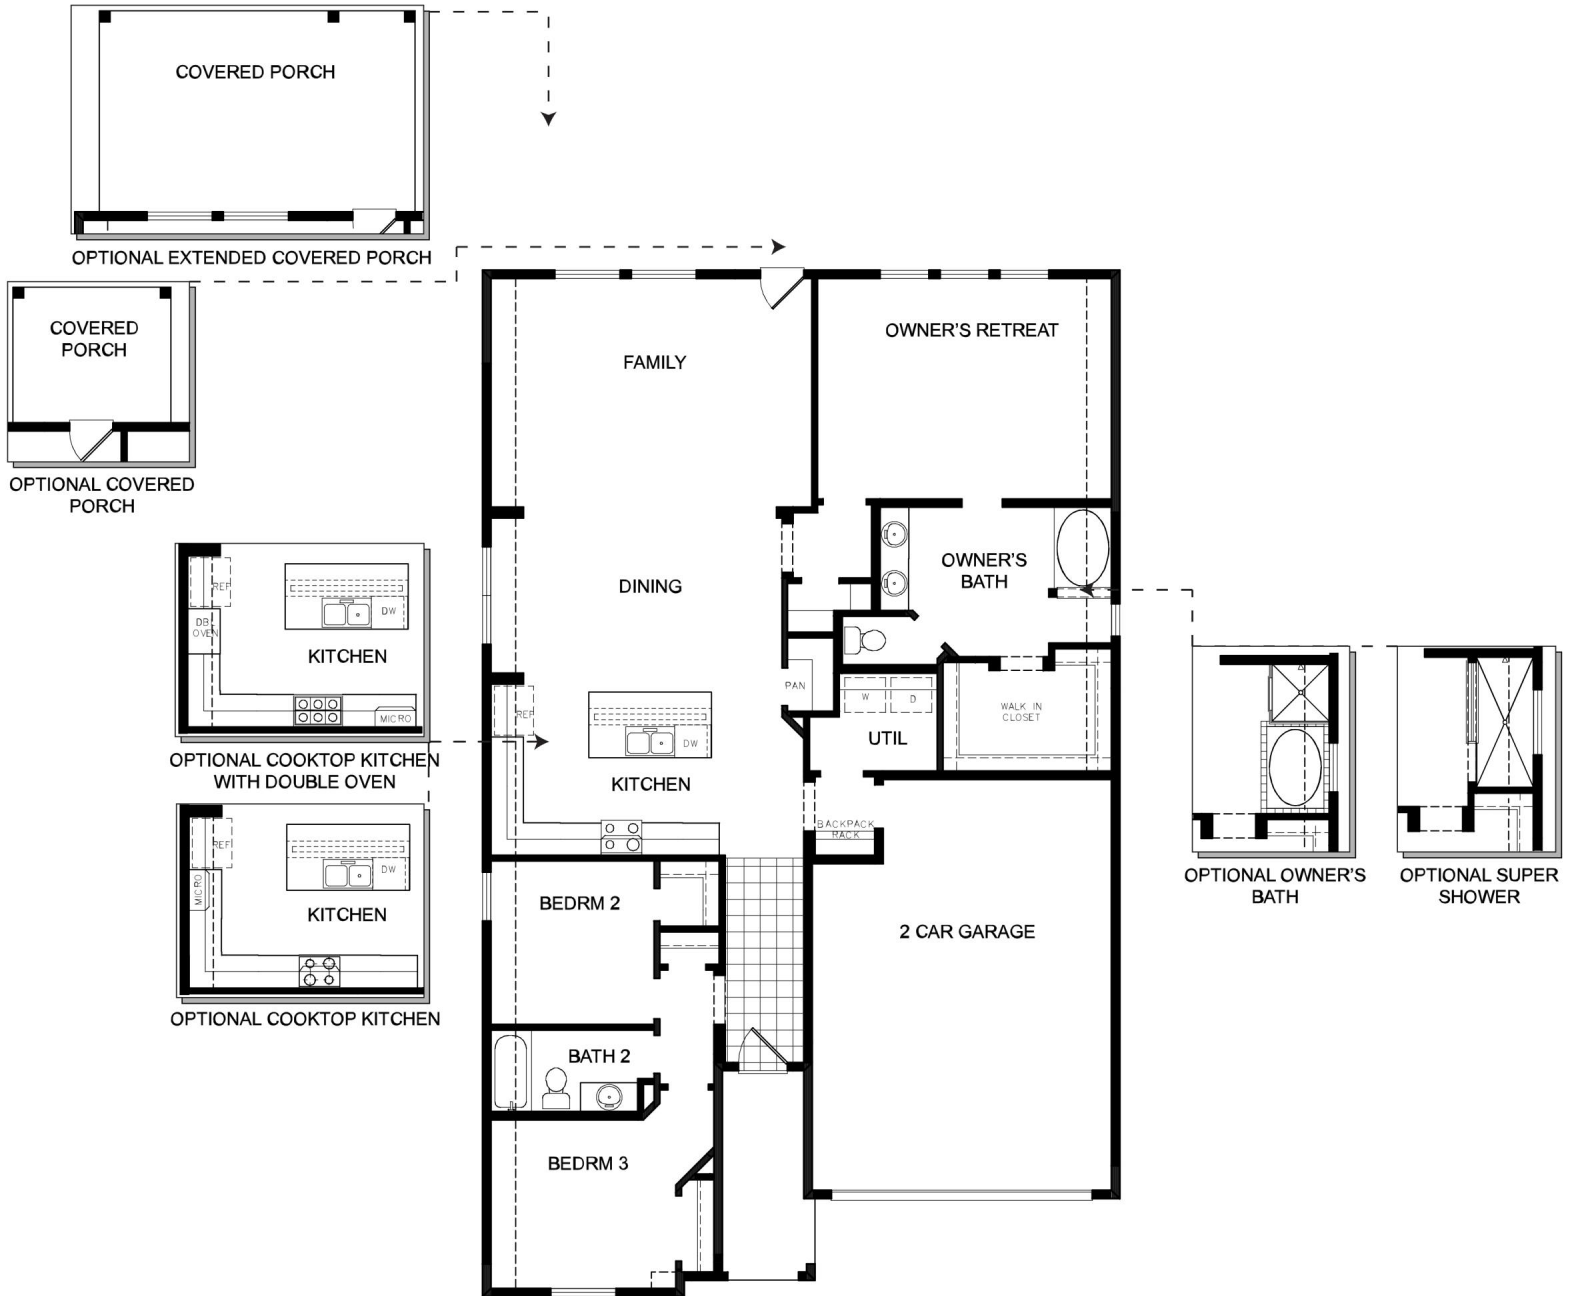 COVERED PORCH
OPTIONAL EXTENDED COVERED PORCH
COVERED
PORCH
OPTIONAL COVERED
PORCH
REF
DW
DB
OVEN
KITCHEN
MICRO
OPTIONAL COOKTOP KITCHEN
WITH DOUBLE OVEN
REF
DW
MICRO
KITCHEN
OPTIONAL COOKTOP KITCHEN
FAMILY
OWNER'S RETREAT
DINING
OWNER'S
BATH
PAN
REF
DW
KITCHEN
W
D
UTIL
WALK IN
CLOSET
BACKPACK
RACK
BEDRM 2
2 CAR GARAGE
BATH 2
BEDRM 3
OPTIONAL OWNER'S
BATH
OPTIONAL SUPER
SHOWER